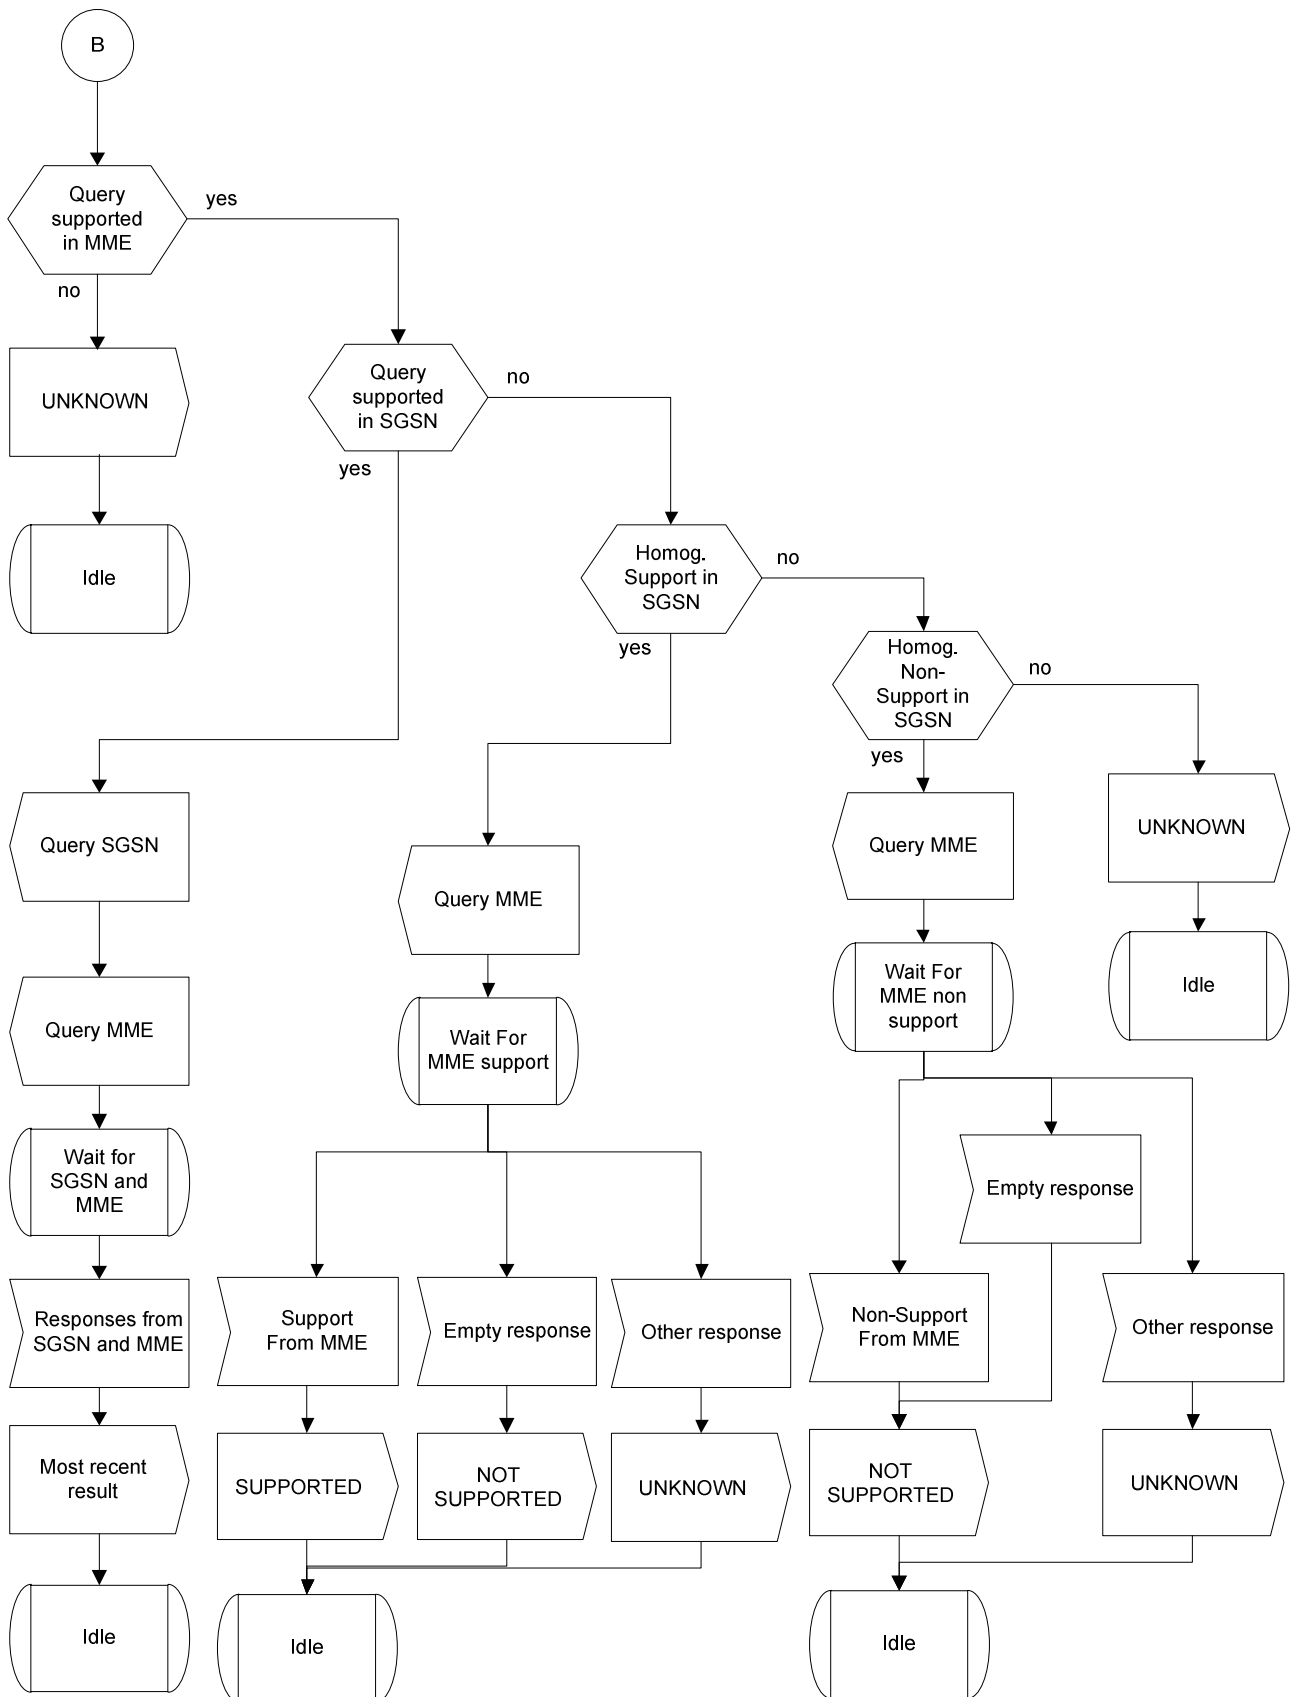 B
Query
supported
in MME
yes
no
UNKNOWN
Idle
Query
supported
in SGSN
no
yes
Homog.
Support in
SGSN
no
yes
Homog.
Non-
Support in
SGSN
no
yes
UNKNOWN
Idle
Query SGSN
Query MME
Wait for
SGSN and
MME
Responses from
SGSN and MME
Most recent
result
Idle
Query MME
Wait For
MME support
Support
From MME
Empty response
Other response
SUPPORTED
NOT
SUPPORTED
UNKNOWN
Idle
Query MME
Wait For
MME non
support
Empty response
Non-Support
From MME
Other response
NOT
SUPPORTED
UNKNOWN
Idle